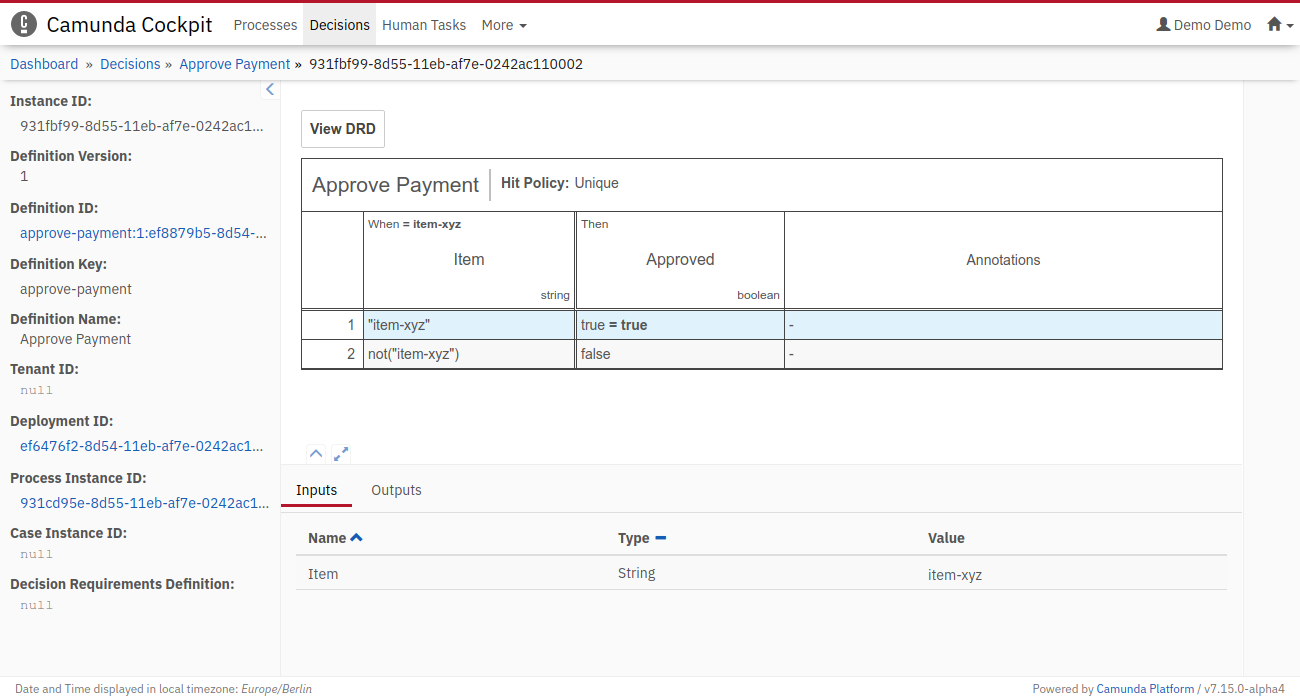 Camunda Cockpit Processes Decisions Human Tasks More Demo Demo
Dashboard » Decisions » Approve Payment » 931fbf99-8d55-11eb-af7e-0242ac110002
Instance ID:
931fbf99-8d55-11eb-af7e-0242ac1...
Definition Version:
1
Definition ID:
approve-payment:1:ef8879b5-8d54-...
Definition Key:
approve-payment
Definition Name:
Approve Payment
Tenant ID:
null
Deployment ID:
ef6476f2-8d54-11eb-af7e-0242ac1...
Process Instance ID:
931cd95e-8d55-11eb-af7e-0242ac1...
Case Instance ID:
null
Decision Requirements Definition:
null
View DRD
Approve Payment Hit Policy: Unique
When = item-xyz Then
Item Approved Annotations
string boolean
1 "item-xyz" true = true -
2 not("item-xyz") false -
Inputs Outputs
Name Type Value
Item String item-xyz
Date and Time displayed in local timezone: Europe/Berlin Powered by Camunda Platform / v7.15.0-alpha4